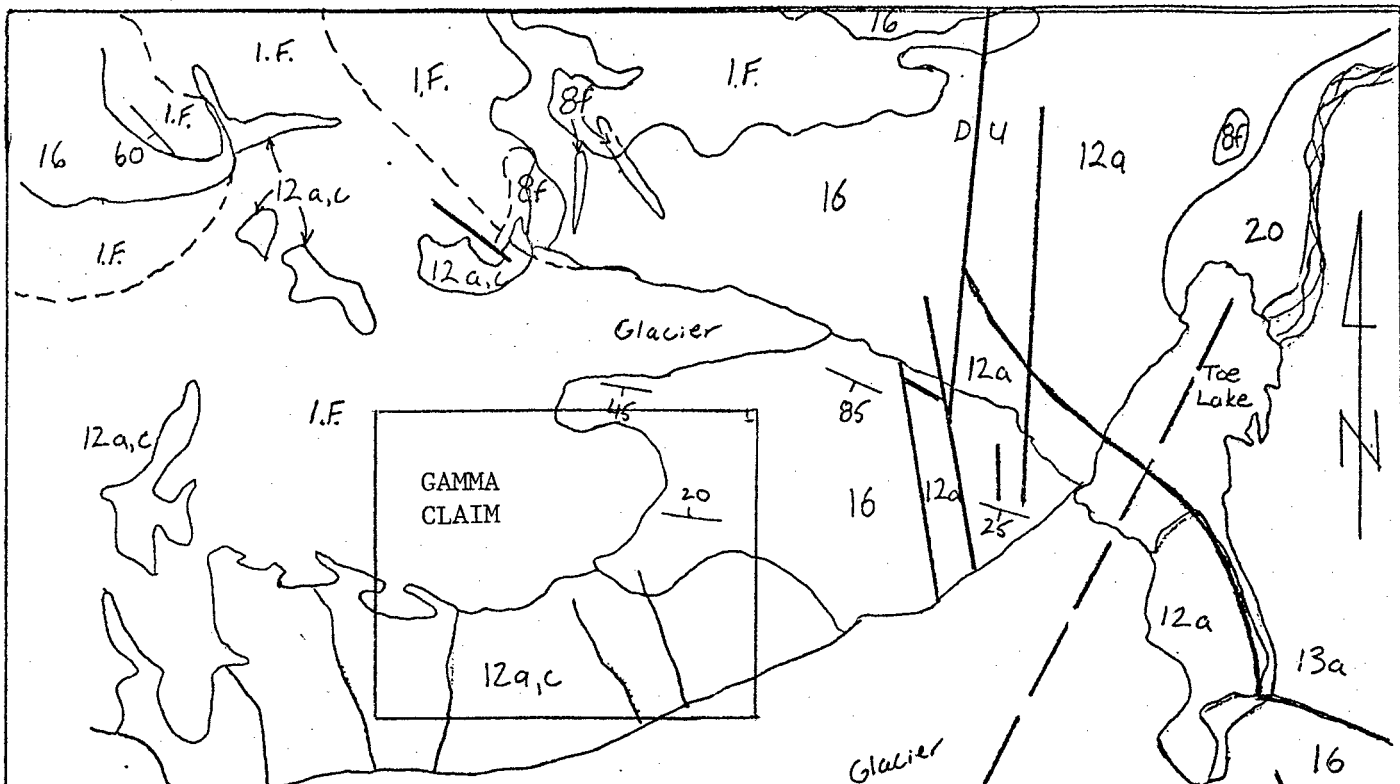 16
I.F.
I.F.
I.F.
I.F.
8f
D U
12a
8f
16 60
12a,c
8f
16
20
I.F.
12a,c
Glacier
12a
Toe
Lake
45
85
12a,c
I.F.
GAMMA
CLAIM
20
16
12a
25
N
12a
12a,c
13a
Glacier
16